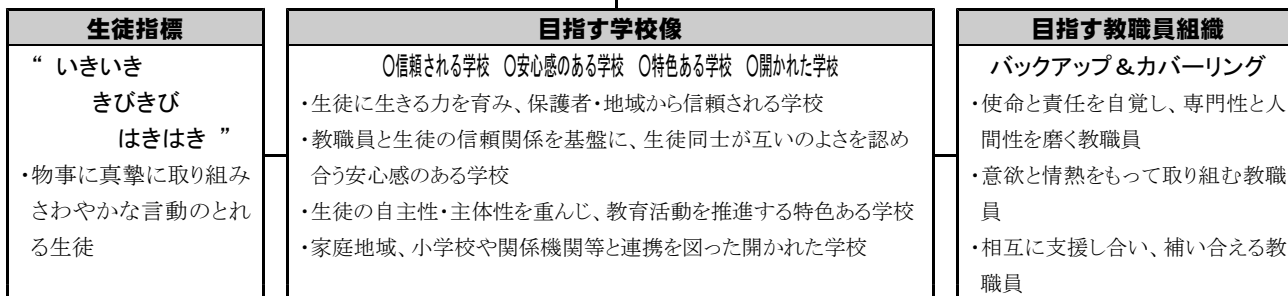 生徒指標
“ いきいき
きびきび
はきはき ”
・物事に真摯に取り組み
さわやかな言動のとれ
る生徒
目指す学校像
○信頼される学校 ○安心感のある学校 ○特色ある学校 ○開かれた学校
・生徒に生きる力を育み、保護者・地域から信頼される学校
・教職員と生徒の信頼関係を基盤に、生徒同士が互いのよさを認め
合う安心感のある学校
・生徒の自主性・主体性を重んじ、教育活動を推進する特色ある学校
・家庭地域、小学校や関係機関等と連携を図った開かれた学校
目指す教職員組織
バックアップ＆カバーリング
・使命と責任を自覚し、専門性と人
間性を磨く教職員
・意欲と情熱をもって取り組む教職
員
・相互に支援し合い、補い合える教
職員